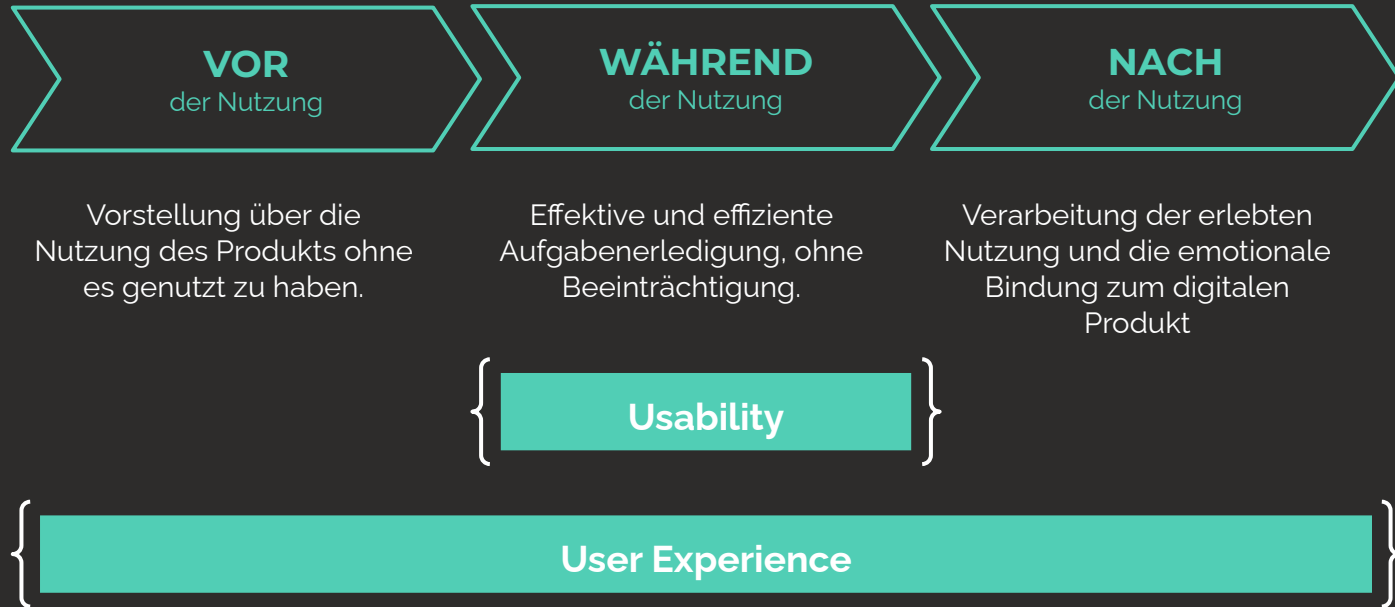 VOR
der Nutzung
WÄHREND
der Nutzung
NACH
der Nutzung
Vorstellung über die
Nutzung des Produkts ohne
es genutzt zu haben.
Effektive und effiziente
Aufgabenerledigung, ohne
Beeinträchtigung.
Verarbeitung der erlebten
Nutzung und die emotionale
Bindung zum digitalen
Produkt
Usability
User Experience